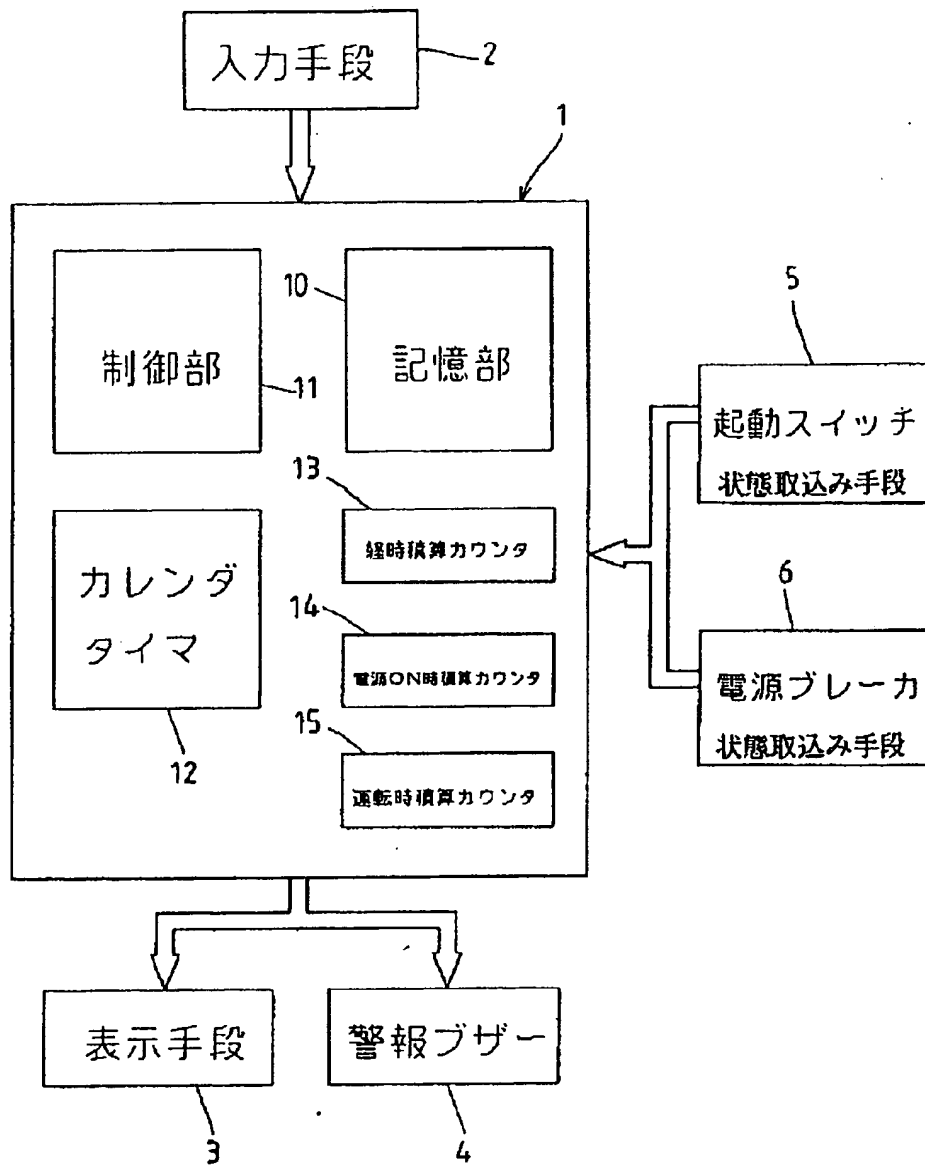 入力手段
2
1
制御部
11
10
記憶部
カレンダ
タイマ
12
13
経時積算カウンタ
14
電源ON時積算カウンタ
15
運転時積算カウンタ
5
起動スイッチ
状態取込み手段
6
電源ブレーカ
状態取込み手段
表示手段
3
警報ブザー
4